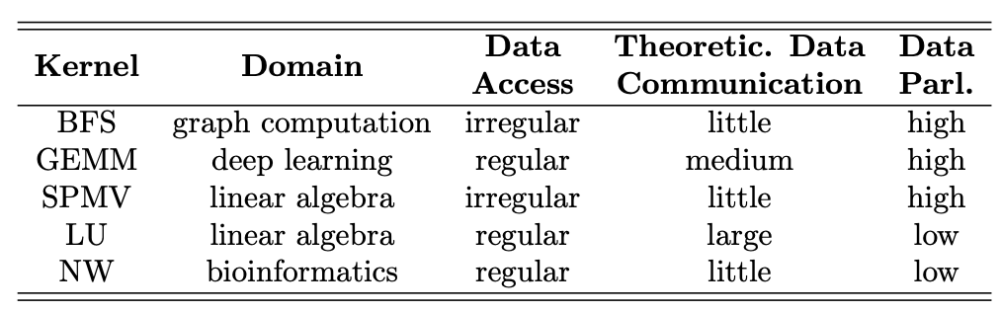 Kernel Domain Data Access Theoretic. Data Communication Data Parl.
BFS graph computation irregular little high
GEMM deep learning regular medium high
SPMV linear algebra irregular little high
LU linear algebra regular large low
NW bioinformatics regular little low